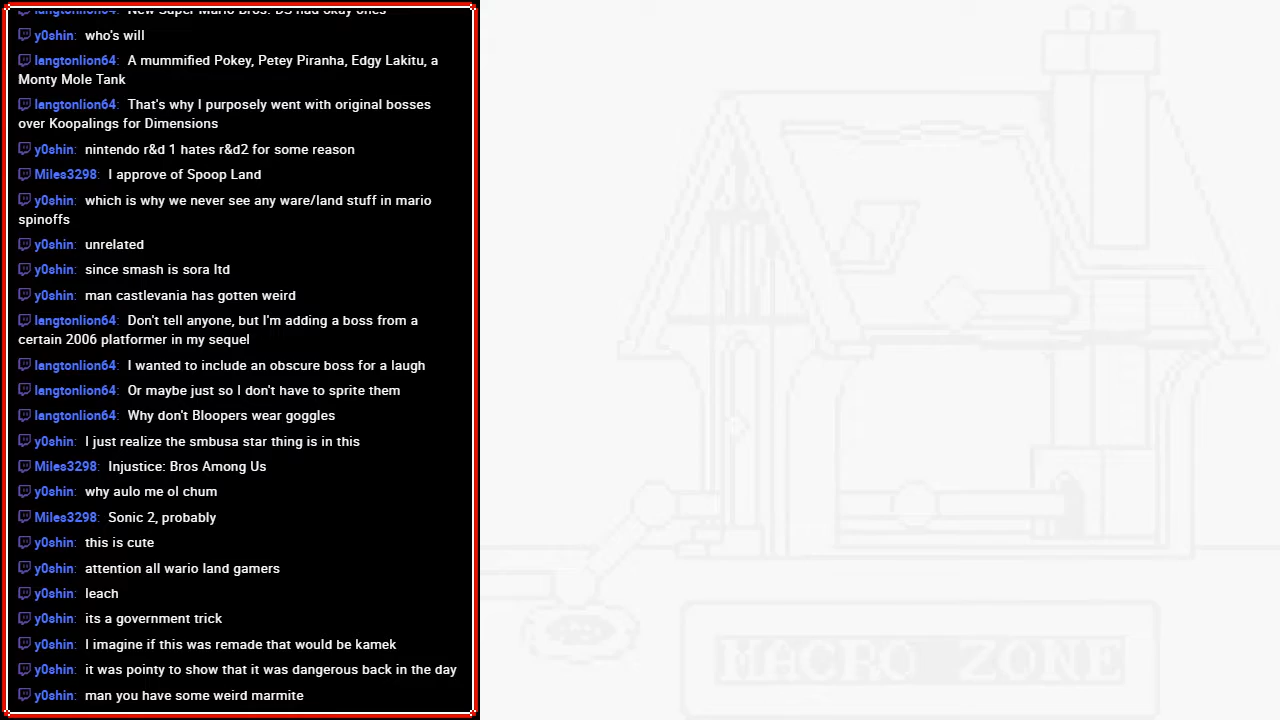 langtonlion64: New Super Mario Bros. DS had okay ones
y0shin: who's will
langtonlion64: A mummified Pokey, Petey Piranha, Edgy Lakitu, a
Monty Mole Tank
langtonlion64: That's why I purposely went with original bosses
over Koopalings for Dimensions
y0shin: nintendo r&d 1 hates r&d2 for some reason
Miles3298: I approve of Spoop Land
y0shin: which is why we never see any ware/land stuff in mario
spinoffs
y0shin: unrelated
y0shin: since smash is sora ltd
y0shin: man castlevania has gotten weird
langtonlion64: Don't tell anyone, but I'm adding a boss from a
certain 2006 platformer in my sequel
langtonlion64: I wanted to include an obscure boss for a laugh
langtonlion64: Or maybe just so I don't have to sprite them
langtonlion64: Why don't Bloopers wear goggles
y0shin: I just realize the smbusa star thing is in this
Miles3298: Injustice: Bros Among Us
y0shin: why aulo me ol chum
Miles3298: Sonic 2, probably
y0shin: this is cute
y0shin: attention all wario land gamers
y0shin: leach
y0shin: its a government trick
y0shin: I imagine if this was remade that would be kamek
y0shin: it was pointy to show that it was dangerous back in the day
y0shin: man you have some weird marmite
MACRO ZONE